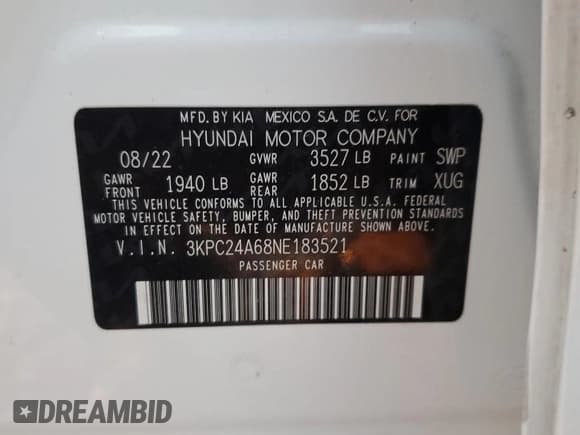 MFD. BY KIA MEXICO S.A. DE C.V. FOR
HYUNDAI MOTOR COMPANY
08/22 GVWR 3527 LB PAINT SWP
GAWR FRONT 1940 LB GAWR REAR 1852 LB TRIM XUG
THIS VEHICLE CONFORMS TO ALL APPLICABLE U.S.A. FEDERAL
MOTOR VEHICLE SAFETY, BUMPER, AND THEFT PREVENTION
STANDARDS IN EFFECT ON THE DATE OF MANUFACTURE SHOWN ABOVE.
V.I.N. 3KPC24A68NE183521
PASSENGER CAR
DREAMBID